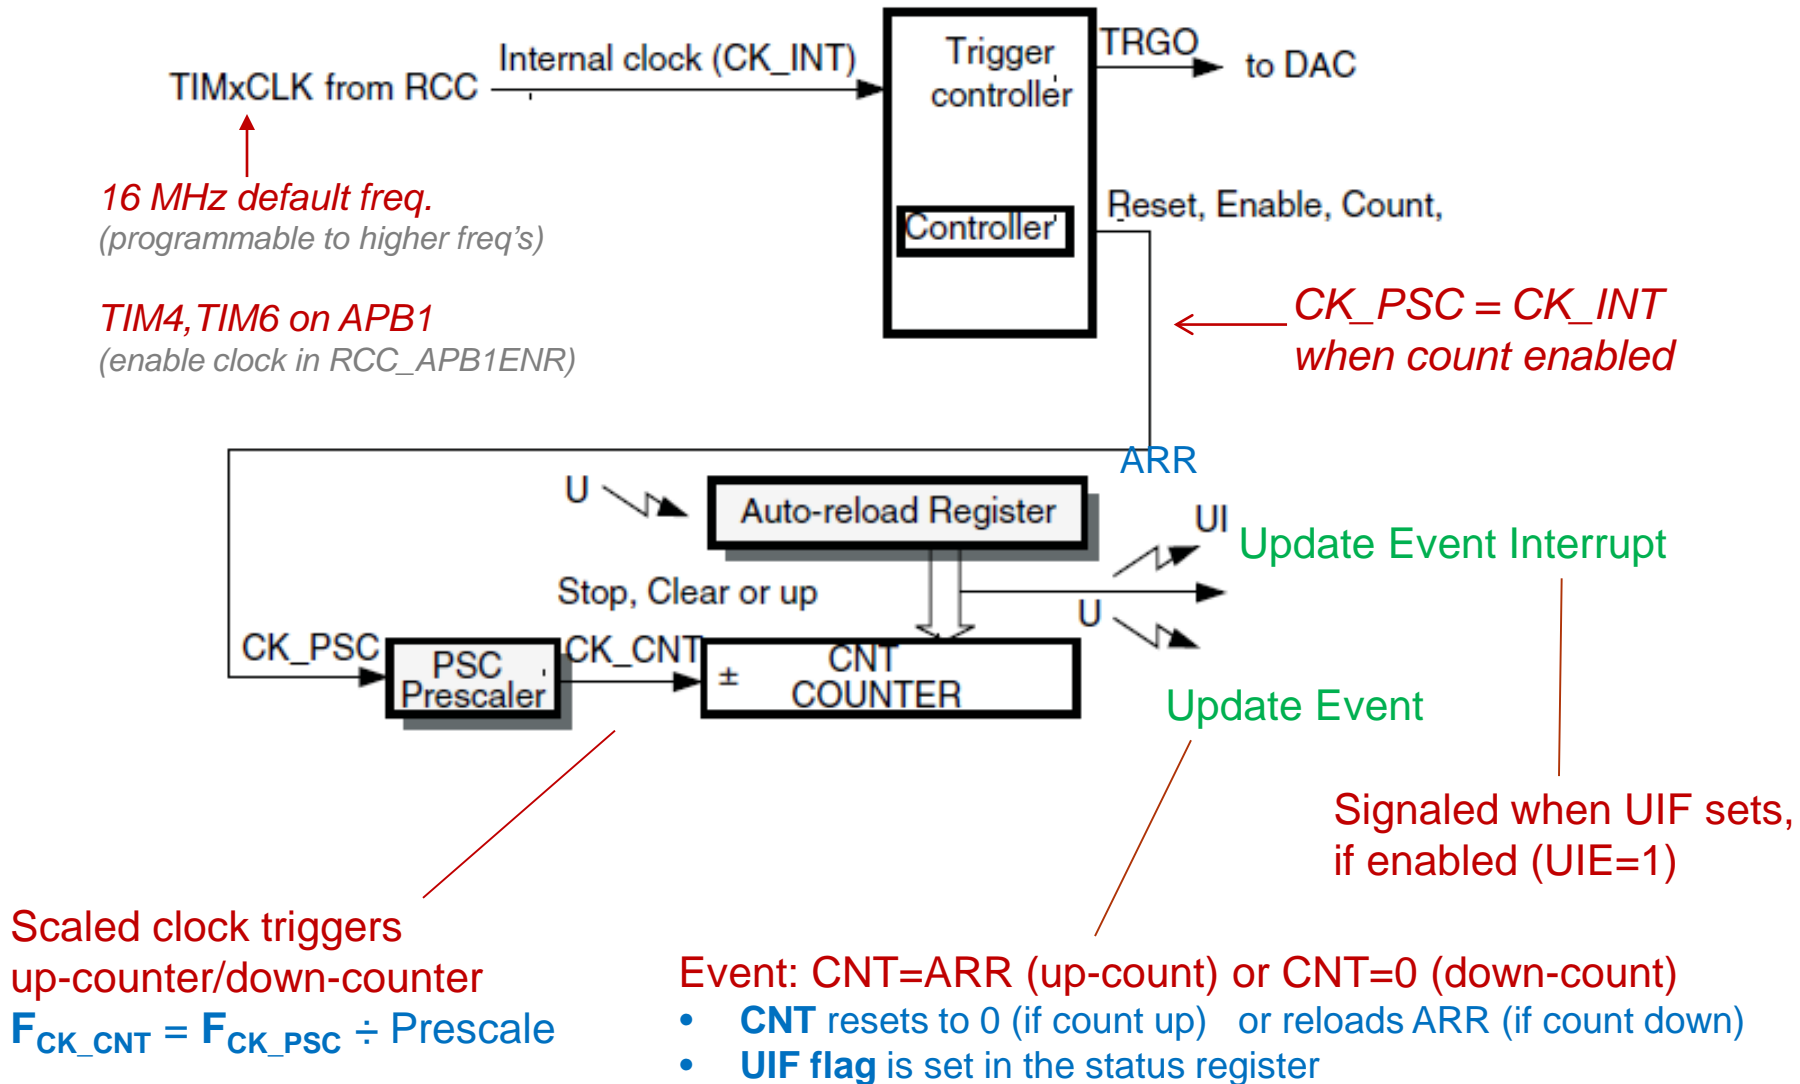 Internal clock (CK_INT)
TIMxCLK from RCC
Trigger
controller
TRGO
to DAC
16 MHz default freq.
(programmable to higher freq's)
Controller
Reset, Enable, Count,
TIM4,TIM6 on APB1
(enable clock in RCC_APB1ENR)
CK_PSC = CK_INT
when count enabled
ARR
U
Auto-reload Register
UI
Update Event Interrupt
Stop, Clear or up
U
CK_PSC
PSC
Prescaler
CK_CNT
±
CNT
COUNTER
Update Event
Signaled when UIF sets,
if enabled (UIE=1)
Scaled clock triggers
up-counter/down-counter
F_CK_CNT = F_CK_PSC ÷ Prescale
Event: CNT=ARR (up-count) or CNT=0 (down-count)
• CNT resets to 0 (if count up) or reloads ARR (if count down)
• UIF flag is set in the status register